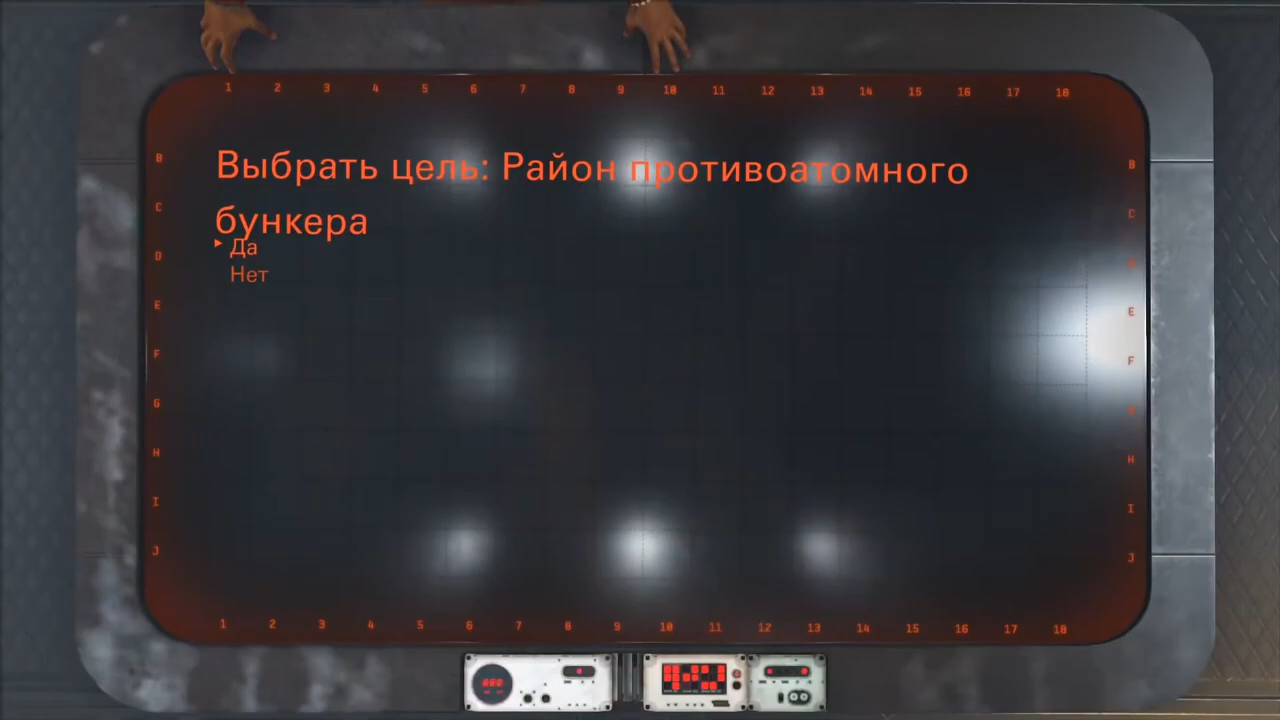 1 2 3 4 5 6 7 8 9 10 11 12 13 14 15 16 17 18
B B
Выбрать цель: Район противоатомного
C C
бункера
Да
D
Нет
E E
F F
G
H H
I I
J J
1 2 3 4 5 6 7 8 9 10 11 12 13 14 15 16 17 18